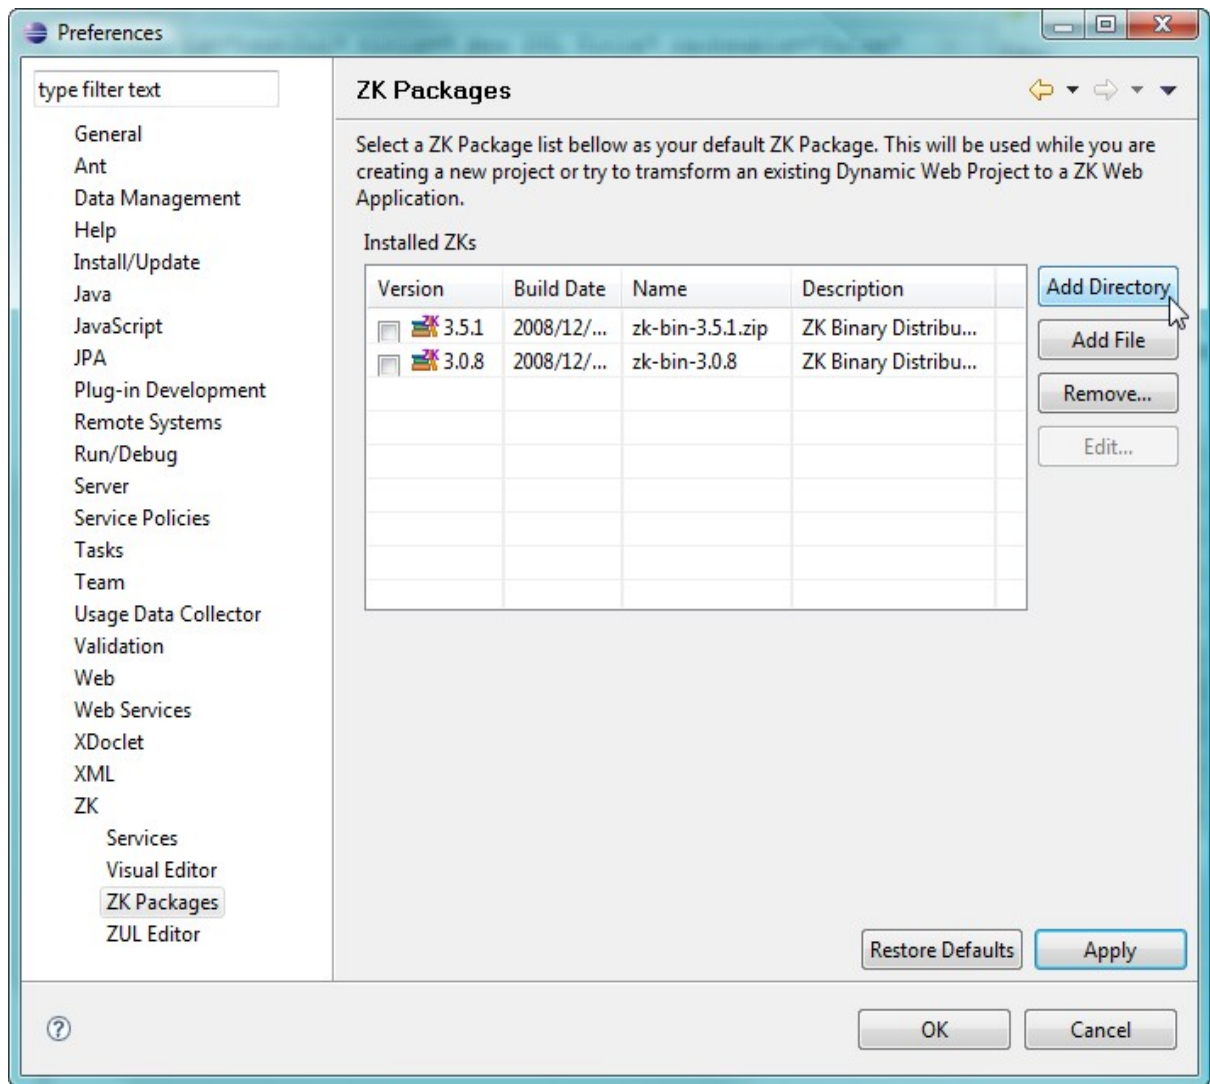 Preferences
type filter text
General
Ant
Data Management
Help
Install/Update
Java
JavaScript
JPA
Plug-in Development
Remote Systems
Run/Debug
Server
Service Policies
Tasks
Team
Usage Data Collector
Validation
Web
Web Services
XDoclet
XML
ZK
Services
Visual Editor
ZK Packages
ZUL Editor
ZK Packages
Select a ZK Package list bellow as your default ZK Package. This will be used while you are
creating a new project or try to tramsform an existing Dynamic Web Project to a ZK Web
Application.
Installed ZKs
Version Build Date Name Description
ZK 3.5.1 2008/12/... zk-bin-3.5.1.zip ZK Binary Distribu...
ZK 3.0.8 2008/12/... zk-bin-3.0.8 ZK Binary Distribu...
Add Directory
Add File
Remove...
Edit...
Restore Defaults Apply
OK Cancel